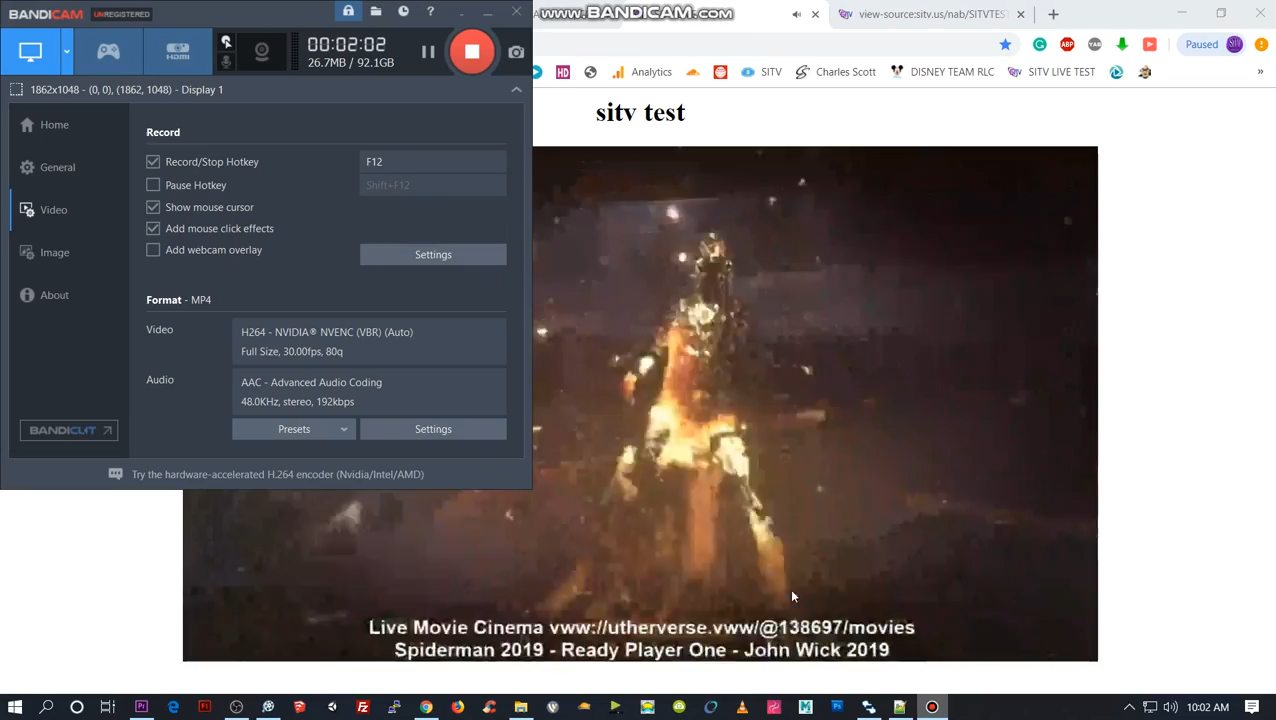 BANDICAM UNREGISTERED
www.BANDICAM.com
view-source:sitv.us/nab/SITVTES
HDMI
00:02:02
26.7MB / 92.1GB
ABP
YAB
Paused
HD
Analytics
SITV
Charles Scott
DISNEY TEAM RLC
SITV LIVE TEST
»
1862x1048 - (0, 0), (1862, 1048) - Display 1
sitv test
Home
General
Video
Image
About
Record
Record/Stop Hotkey
F12
Pause Hotkey
Shift+F12
Show mouse cursor
Add mouse click effects
Add webcam overlay
Settings
Format - MP4
Video
H264 - NVIDIA® NVENC (VBR) (Auto)
Full Size, 30.00fps, 80q
Audio
AAC - Advanced Audio Coding
48.0KHz, stereo, 192kbps
Presets
Settings
BANDICUT
Try the hardware-accelerated H.264 encoder (Nvidia/Intel/AMD)
Live Movie Cinema vww://utherverse.vww/@138697/movies
Spiderman 2019 - Ready Player One - John Wick 2019
10:02 AM